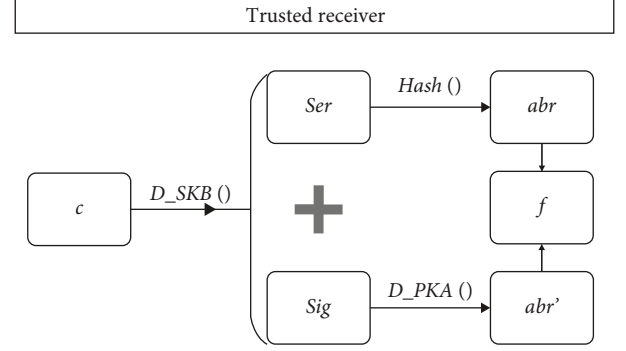 Trusted receiver
Ser
Hash ()
abr
c
D_SKB ()
f
Sig
D_PKA ()
abr’